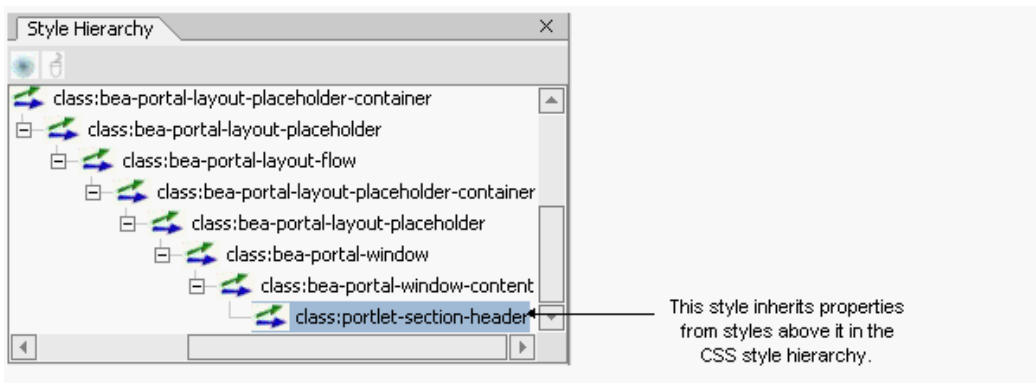 Style Hierarchy
class:bea-portal-layout-placeholder-container
class:bea-portal-layout-placeholder
class:bea-portal-layout-flow
class:bea-portal-layout-placeholder-container
class:bea-portal-layout-placeholder
class:bea-portal-window
class:bea-portal-window-content
class:portlet-section-header
This style inherits properties
from styles above it in the
CSS style hierarchy.